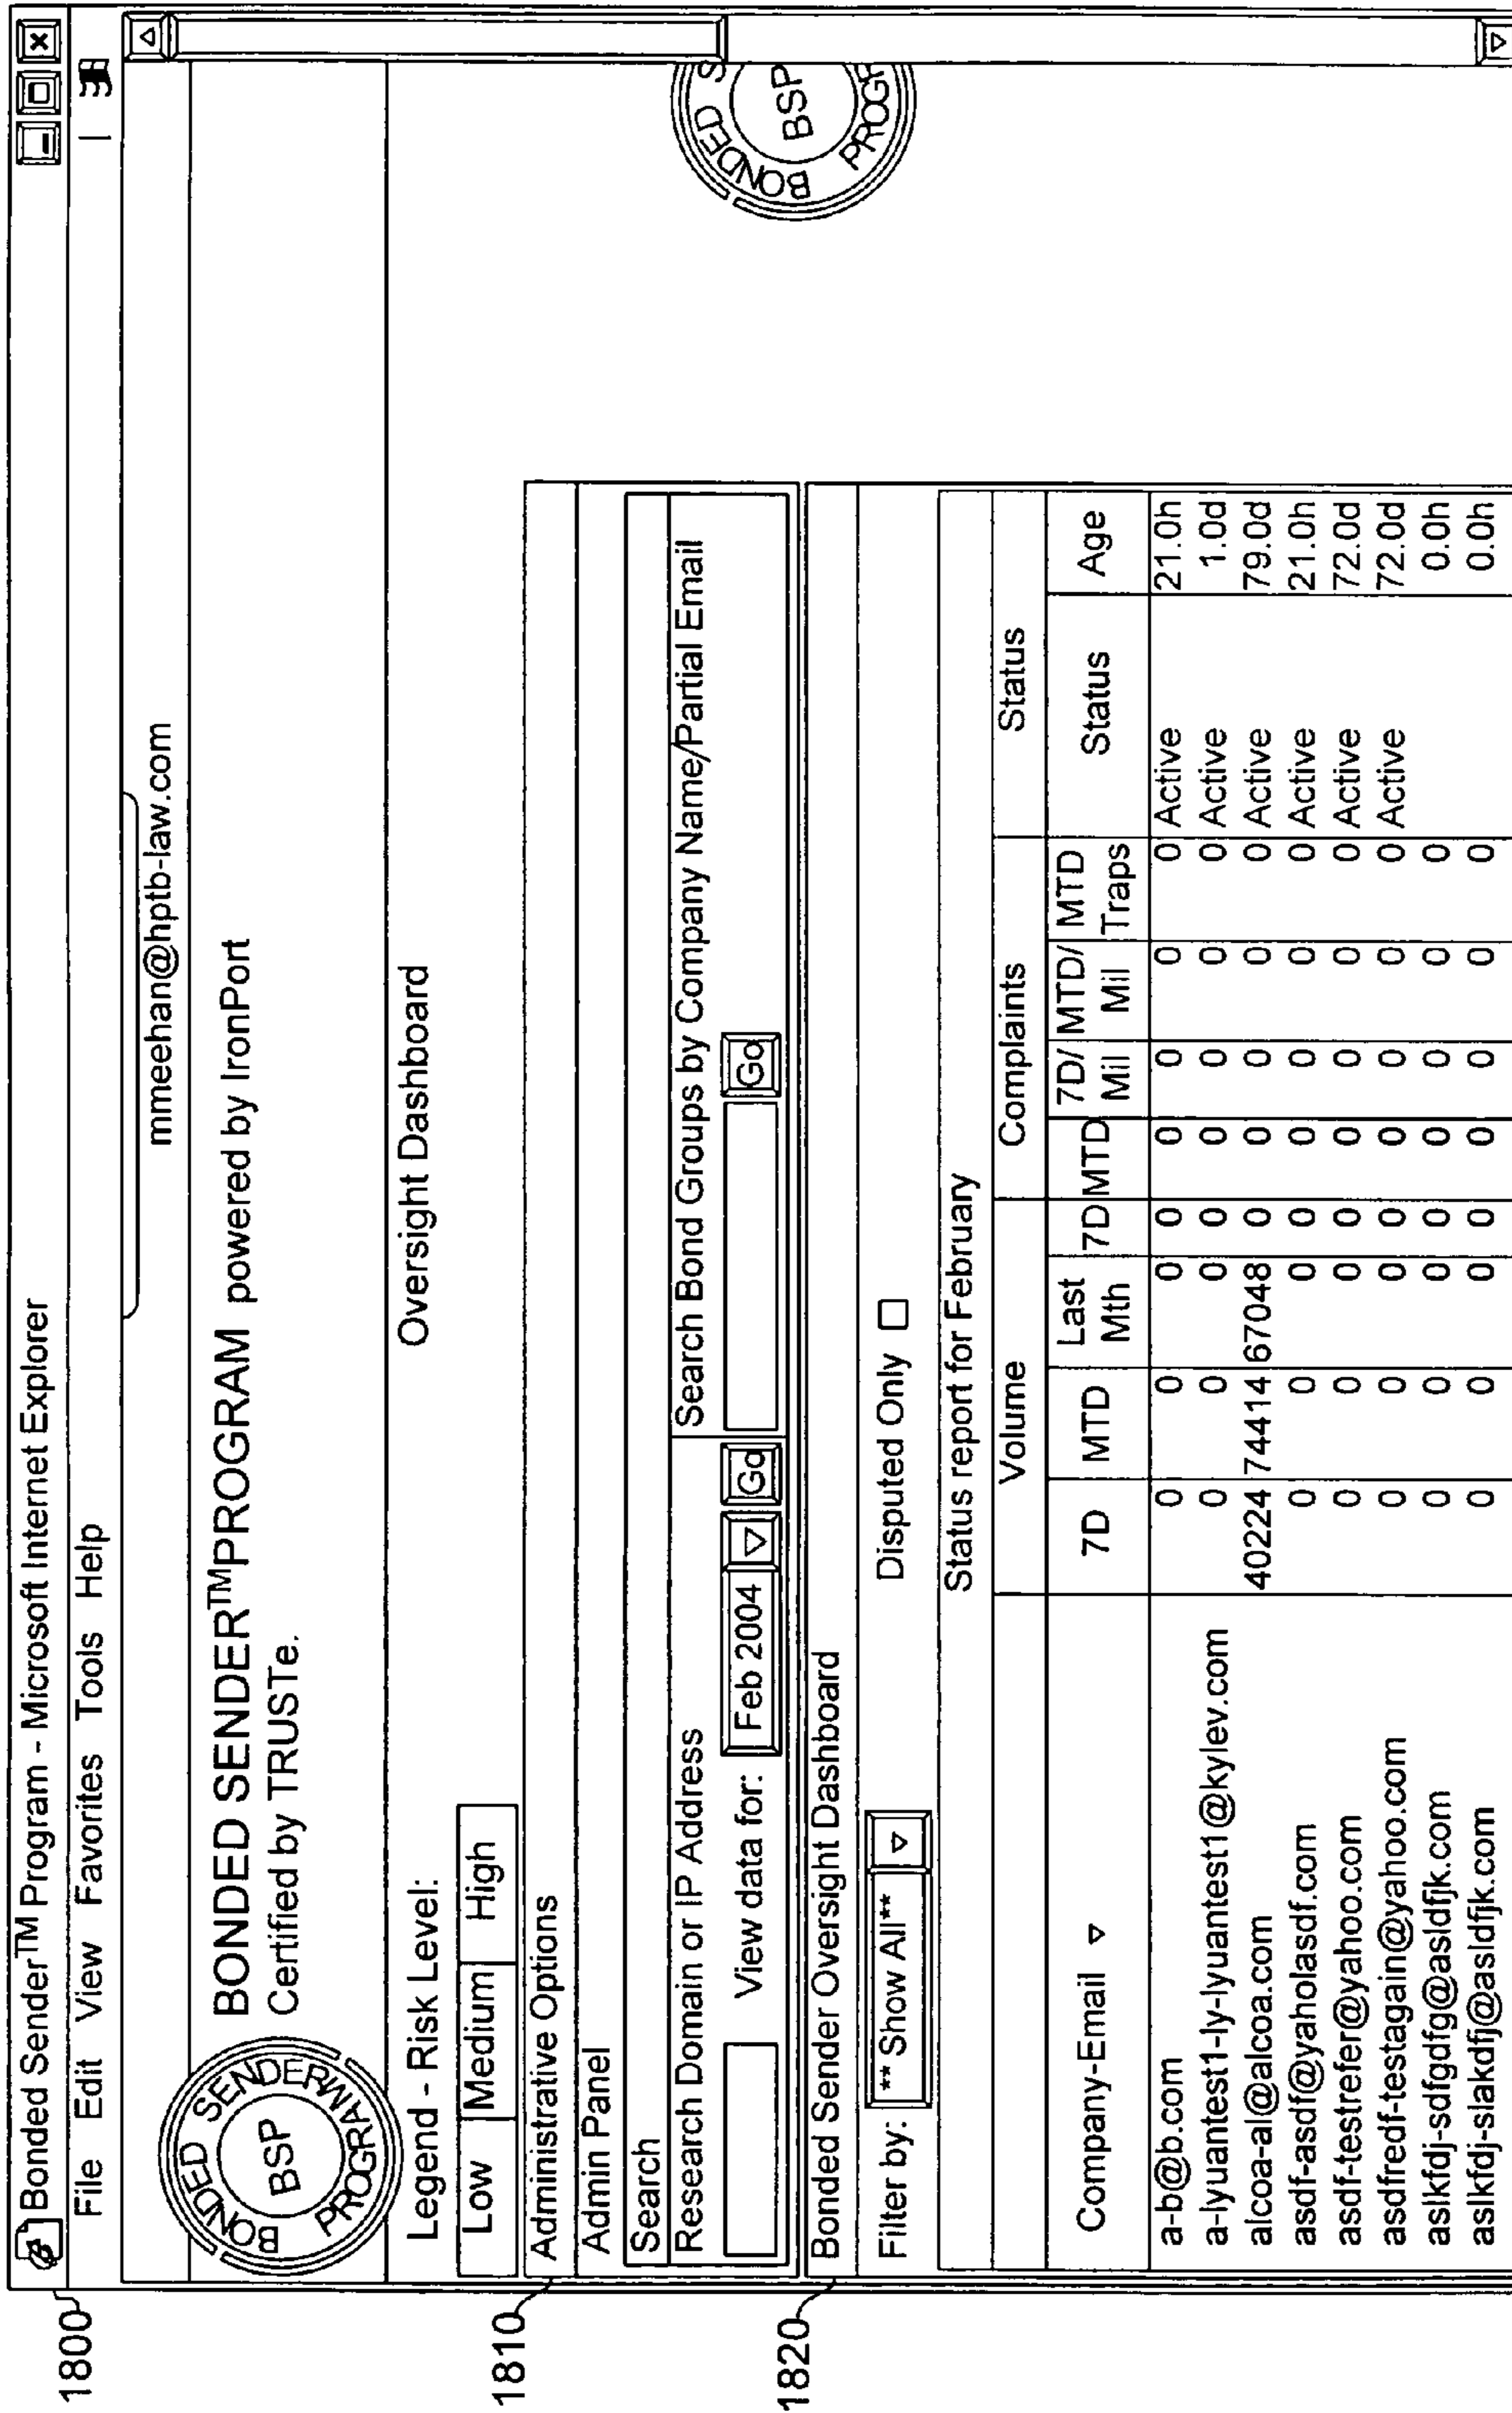 1800
Bonded Sender™ Program - Microsoft Internet Explorer
File Edit View Favorites Tools Help
mmeehan@hptb-law.com
BONDED SENDER PROGRAM
BSP
BONDED SENDER™PROGRAM powered by IronPort
Certified by TRUSTe.
Oversight Dashboard
Legend - Risk Level:
Low Medium High
BONDED S
BSP
PROGR
1810
Administrative Options
Admin Panel
Search
Research Domain or IP Address Search Bond Groups by Company Name/Partial Email
View data for: Feb 2004 Go Go
1820
Bonded Sender Oversight Dashboard
Filter by: ** Show All** Disputed Only
Status report for February
Volume Complaints Status
Company-Email 7D MTD Last Mth 7D MTD 7D/ Mil MTD/ Mil MTD Traps Status Age
a-b@b.com 0 0 0 0 0 0 0 0 Active 21.0h
a-lyuantest1-ly-lyuantest1@kylev.com 0 0 0 0 0 0 0 0 Active 1.0d
alcoa-al@alcoa.com 40224 74414 67048 0 0 0 0 0 Active 79.0d
asdf-asdf@yaholasdf.com 0 0 0 0 0 0 0 0 Active 21.0h
asdf-testrefer@yahoo.com 0 0 0 0 0 0 0 0 Active 72.0d
asdfredf-testagain@yahoo.com 0 0 0 0 0 0 0 0 Active 72.0d
aslkfdj-sdfgdfg@asldfjk.com 0 0 0 0 0 0 0 0 0.0h
aslkfdj-slakdfj@asldfjk.com 0 0 0 0 0 0 0 0 0.0h